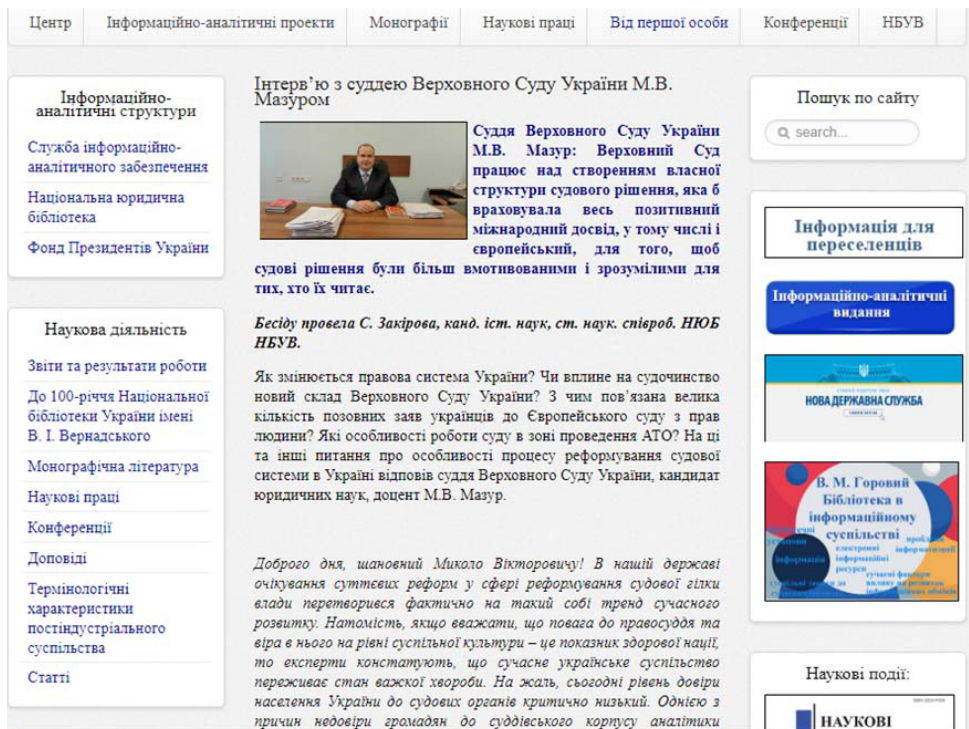 Центр
Інформаційно-аналітичні проекти
Монографії
Наукові праці
Від першої особи
Конференції
НБУВ
Інформаційно-
аналітичні структури
Служба інформаційно-
аналітичного забезпечення
Національна юридична
бібліотека
Фонд Президентів України
Наукова діяльність
Звіти та результати роботи
До 100-річчя Національної
бібліотеки України імені
В. І. Вернадського
Монографічна література
Наукові праці
Конференції
Доповіді
Термінологічні
характеристики
постіндустріального
суспільства
Статті
Інтерв’ю з суддею Верховного Суду України М.В.
Мазуром
Суддя Верховного Суду України
М.В. Мазур: Верховний Суд
працює над створенням власної
структури судового рішення, яка б
враховувала весь позитивний
міжнародний досвід, у тому числі і
європейський, для того, щоб
судові рішення були більш вмотивованими і зрозумілими для
тих, хто їх читає.
Бесіду провела С. Закірова, канд. іст. наук, ст. наук. співроб. НЮБ
НБУВ.
Як змінюється правова система України? Чи вплине на судочинство
новий склад Верховного Суду України? З чим пов’язана велика
кількість позовних заяв українців до Європейського суду з прав
людини? Які особливості роботи суду в зоні проведення АТО? На ці
та інші питання про особливості процесу реформування судової
системи в Україні відповів суддя Верховного Суду України, кандидат
юридичних наук, доцент М.В. Мазур.
Доброго дня, шановний Миколо Вікторовичу! В нашій державі
очікування суттєвих реформ у сфері реформування судової гілки
влади перетворився фактично на такий собі тренд сучасного
розвитку. Натомість, якщо вважати, що повага до правосуддя та
віра в нього на рівні суспільної культури – це показник здорової нації,
то експерти констатують, що сучасне українське суспільство
переживає стан важкої хвороби. На жаль, сьогодні рівень довіри
населення України до судових органів критично низький. Однією з
причин недовіри громадян до суддівського корпусу аналітики
Пошук по сайту
search...
Інформація для
переселенців
Інформаційно-аналітичні
видання
НОВА ДЕРЖАВНА СЛУЖБА
В. М. Горовий
Бібліотека в
інформаційному
суспільстві
електронні
інформаційні
ресурси
інформація
сучасні фактори
Наукові події:
НАУКОВІ